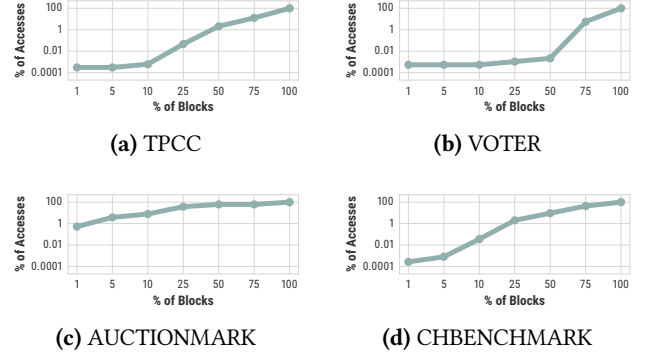 % of Accesses
100
1
0.01
0.0001
1 5 10 25 50 75 100
% of Blocks
(a) TPCC
% of Accesses
100
1
0.01
0.0001
1 5 10 25 50 75 100
% of Blocks
(b) VOTER
% of Accesses
100
1
0.01
0.0001
1 5 10 25 50 75 100
% of Blocks
(c) AUCTIONMARK
% of Accesses
100
1
0.01
0.0001
1 5 10 25 50 75 100
% of Blocks
(d) CHBENCHMARK